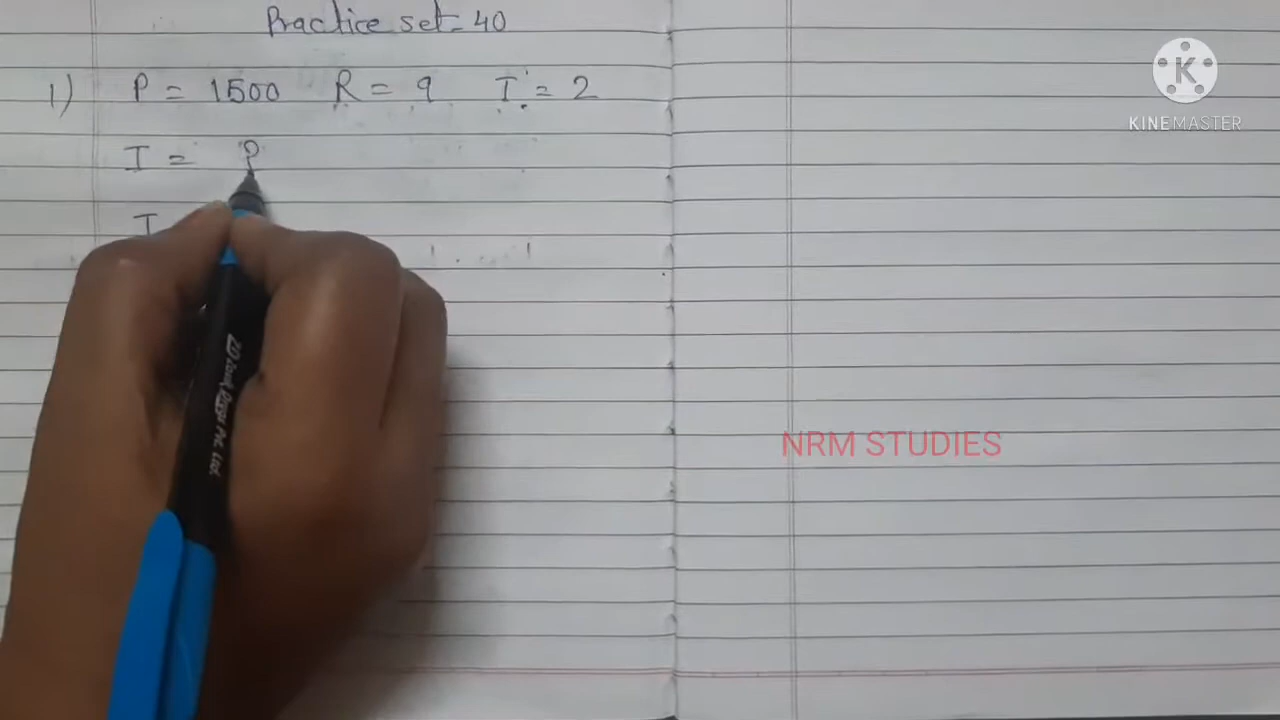 Practice set - 40
1) P = 1500 R = 9 T = 2
I = ?
I
K
KINEMASTER
NRM STUDIES